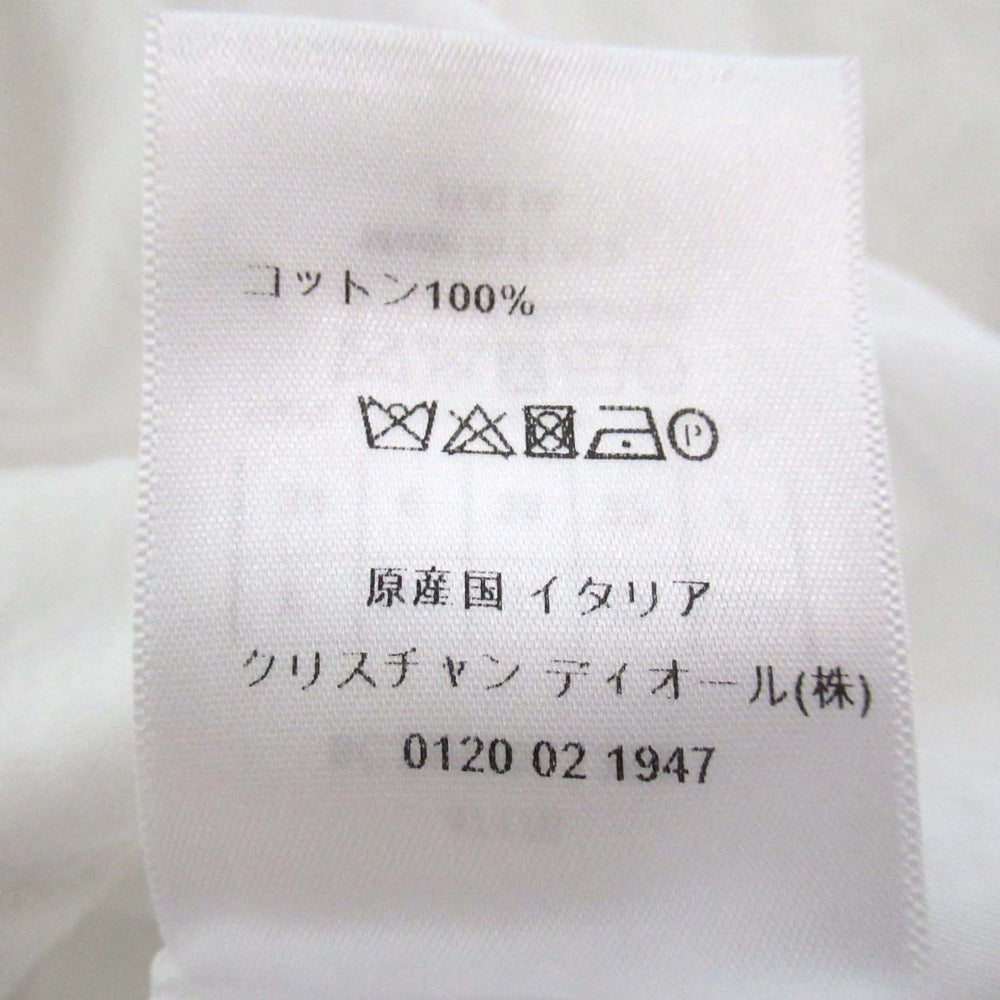 コットン100%
P
原産国 イタリア
クリスチャン ディオール(株)
0120 02 1947